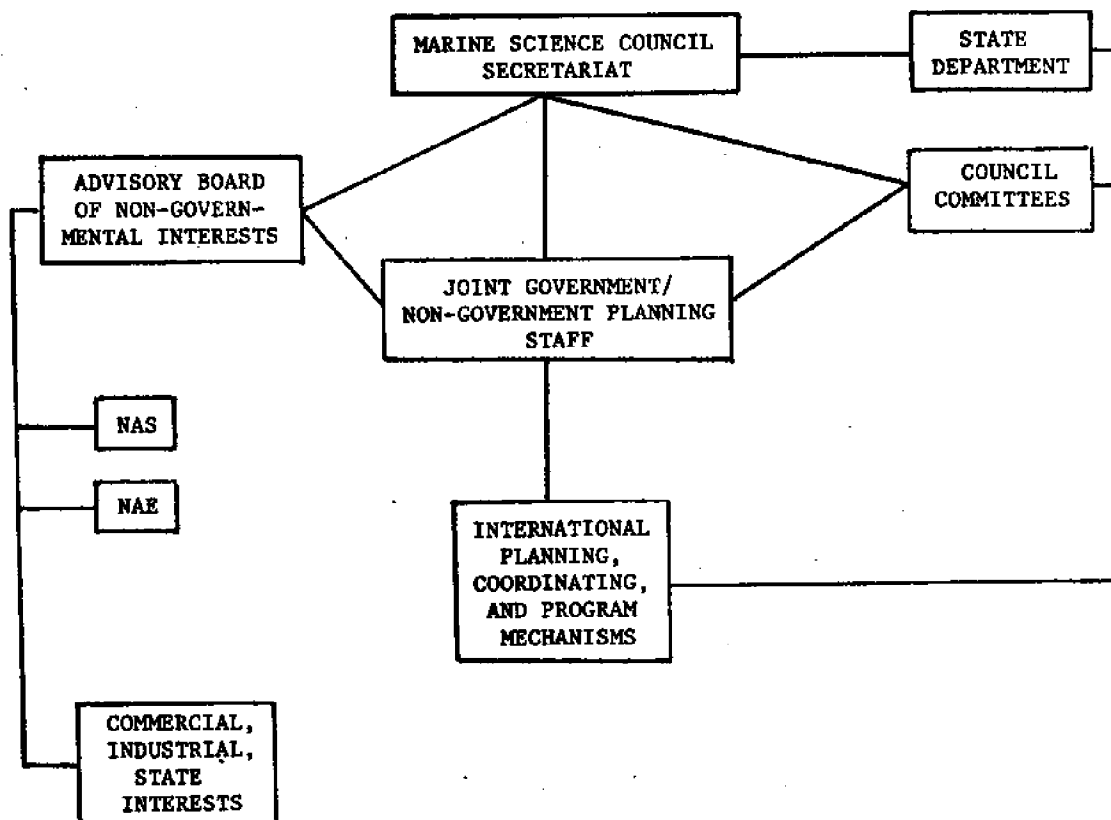 MARINE SCIENCE COUNCIL
SECRETARIAT
STATE
DEPARTMENT
ADVISORY BOARD
OF NON-GOVERN-
MENTAL INTERESTS
COUNCIL
COMMITTEES
JOINT GOVERNMENT/
NON-GOVERNMENT PLANNING
STAFF
NAS
NAE
INTERNATIONAL
PLANNING,
COORDINATING,
AND PROGRAM
MECHANISMS
COMMERCIAL,
INDUSTRIAL,
STATE
INTERESTS